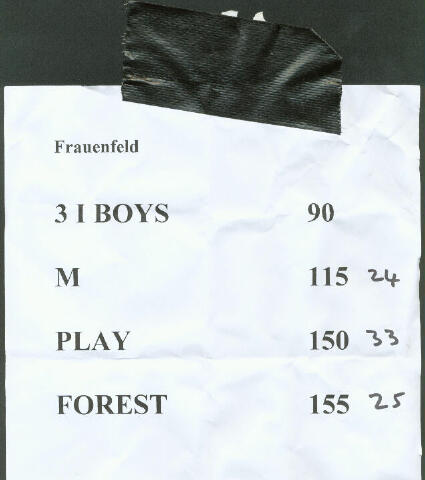 Frauenfeld
3 I BOYS 90
M 115 24
PLAY 150 33
FOREST 155 25